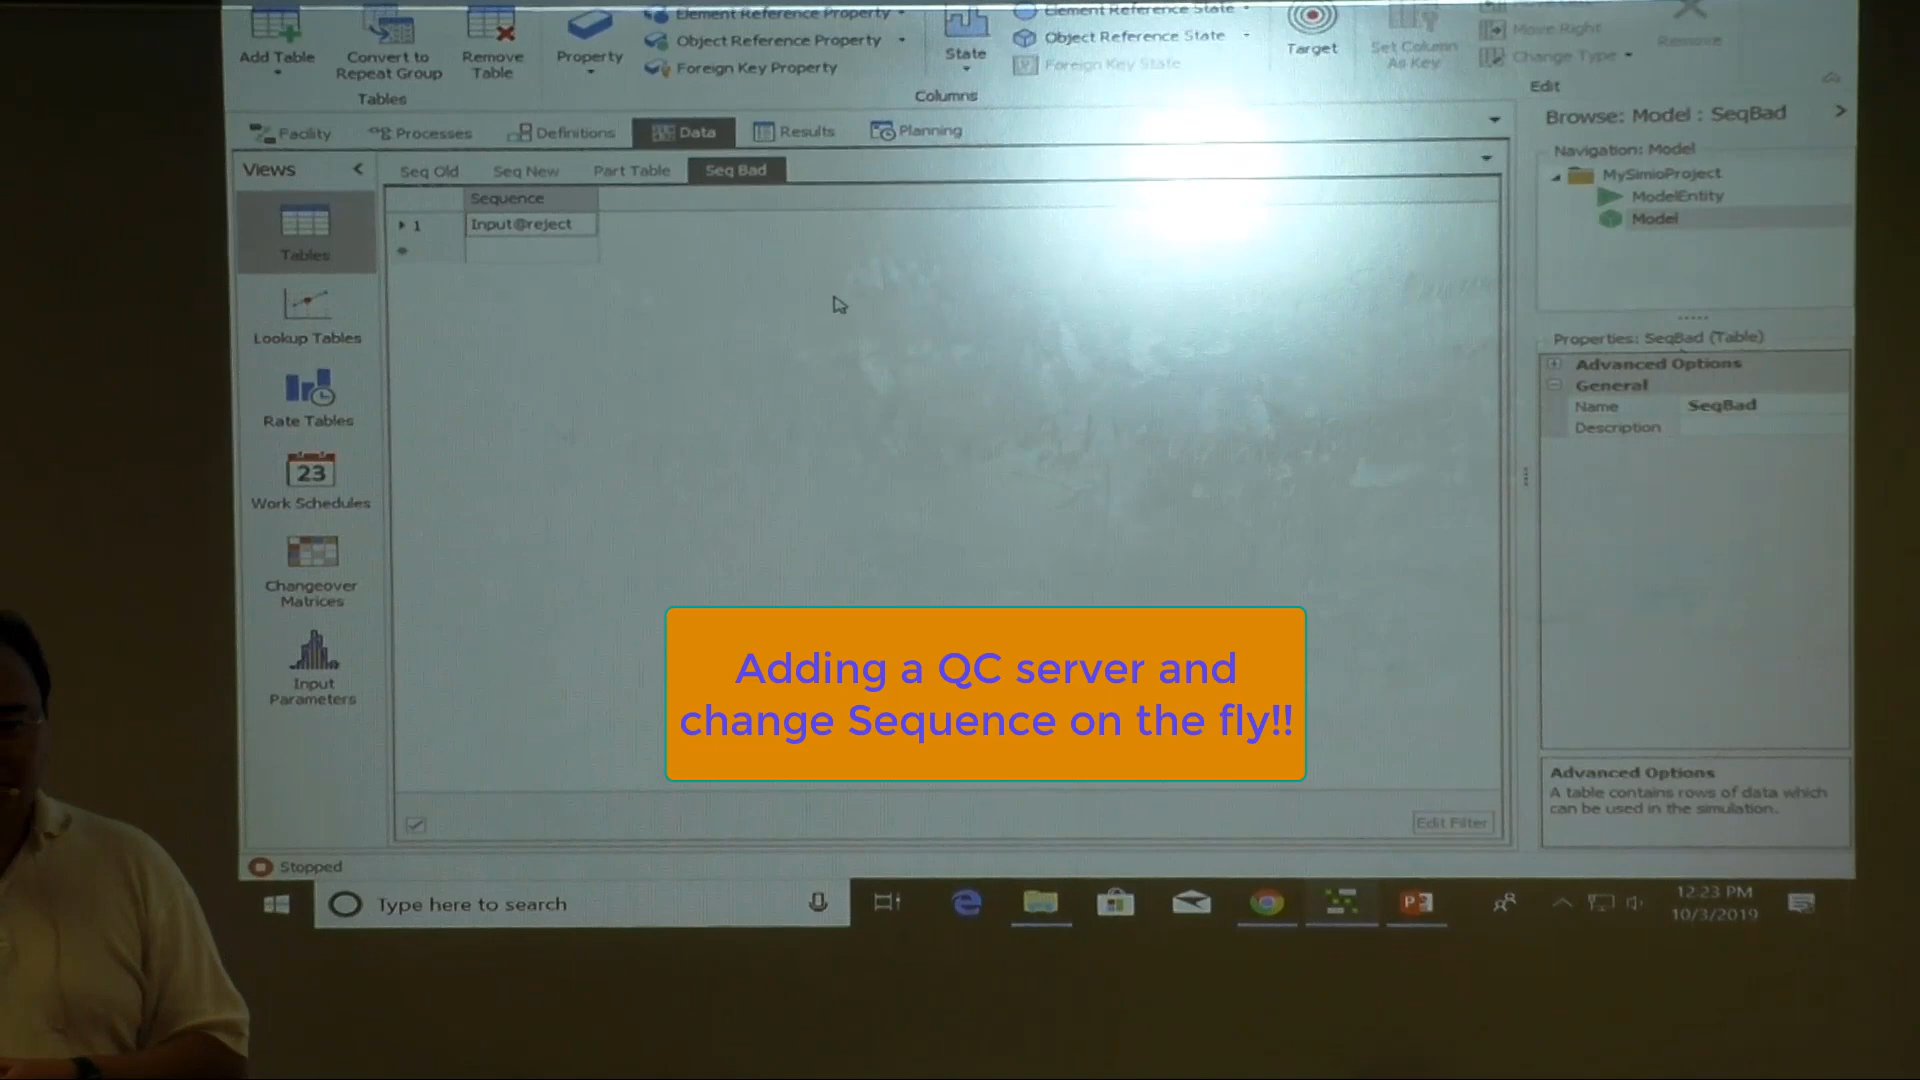 Element Reference Property
Element Reference State
Object Reference Property
Object Reference State
Move Right
Add Table
Convert to
Repeat Group
Remove
Table
Property
Foreign Key Property
State
Foreign Key State
Target
Set Column
As Key
Change Type
Remove
Tables
Columns
Edit
Facility
Processes
Definitions
Data
Results
Planning
Browse: Model : SeqBad
Views
Seq Old
Seq New
Part Table
Seq Bad
Navigation: Model
MySimioProject
ModelEntity
Model
Sequence
1
Input@reject
Tables
Lookup Tables
Rate Tables
23
Work Schedules
Changeover
Matrices
Input
Parameters
Properties: SeqBad (Table)
Advanced Options
General
Name
SeqBad
Description
Adding a QC server and
change Sequence on the fly!!
Advanced Options
A table contains rows of data which
can be used in the simulation.
Edit Filter
Stopped
Type here to search
12:23 PM
10/3/2019